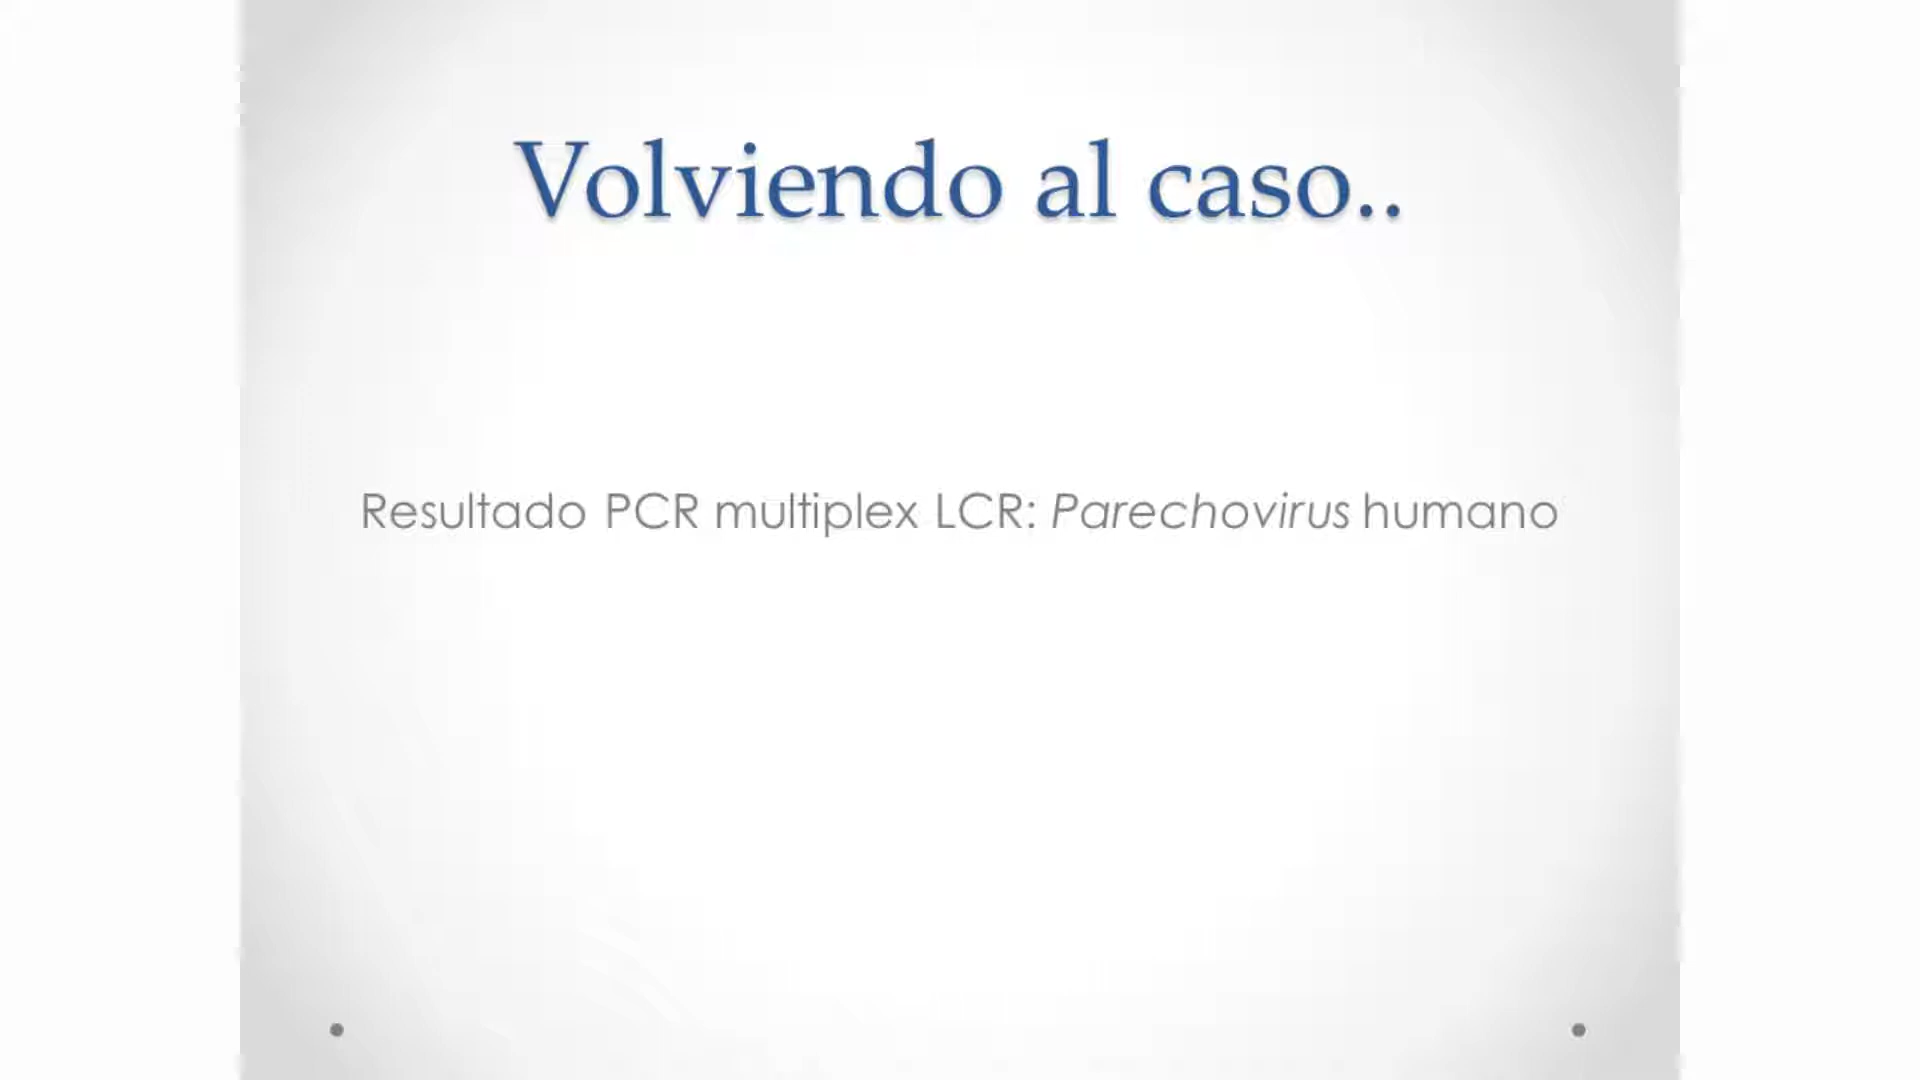 Volviendo al caso..
Resultado PCR multiplex LCR: Parechovirus humano